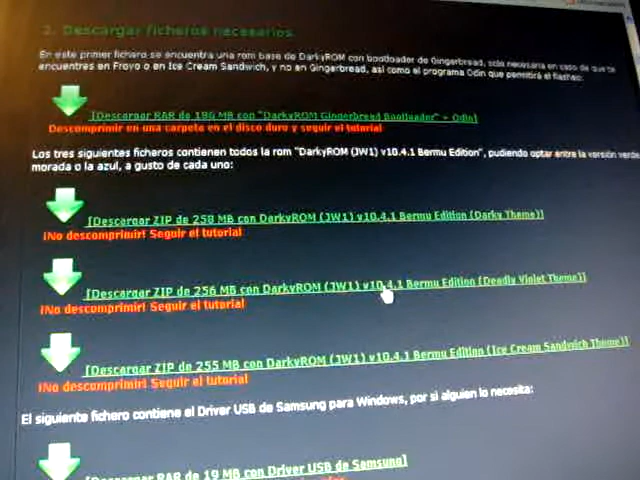 2. Descargar ficheros necesarios
En este primer fichero se encuentra una rom base de DarkyROM con bootloader de Gingerbread, solo necesaria en caso de que te
encuentres en Froyo o en Ice Cream Sandwich, y no en Gingerbread, así como el programa Odin que permitirá el flasheo:
[Descargar RAR de 186 MB con "DarkyROM Gingerbread Bootloader" + Odin]
Descomprimir en una carpeta en el disco duro y seguir el tutorial
Los tres siguientes ficheros contienen todos la rom "DarkyROM (JW1) v10.4.1 Bermu Edition", pudiendo optar entre la versión verde,
morada o la azul, a gusto de cada uno:
[Descargar ZIP de 258 MB con DarkyROM (JW1) v10.4.1 Bermu Edition (Darky Theme)]
¡No descomprimir! Seguir el tutorial
[Descargar ZIP de 256 MB con DarkyROM (JW1) v10.4.1 Bermu Edition (Deadly Violet Theme)]
¡No descomprimir! Seguir el tutorial
[Descargar ZIP de 255 MB con DarkyROM (JW1) v10.4.1 Bermu Edition (Ice Cream Sandwich Theme)]
¡No descomprimir! Seguir el tutorial
El siguiente fichero contiene el Driver USB de Samsung para Windows, por si alguien lo necesita:
[Descargar RAR de 19 MB con Driver USB de Samsung]